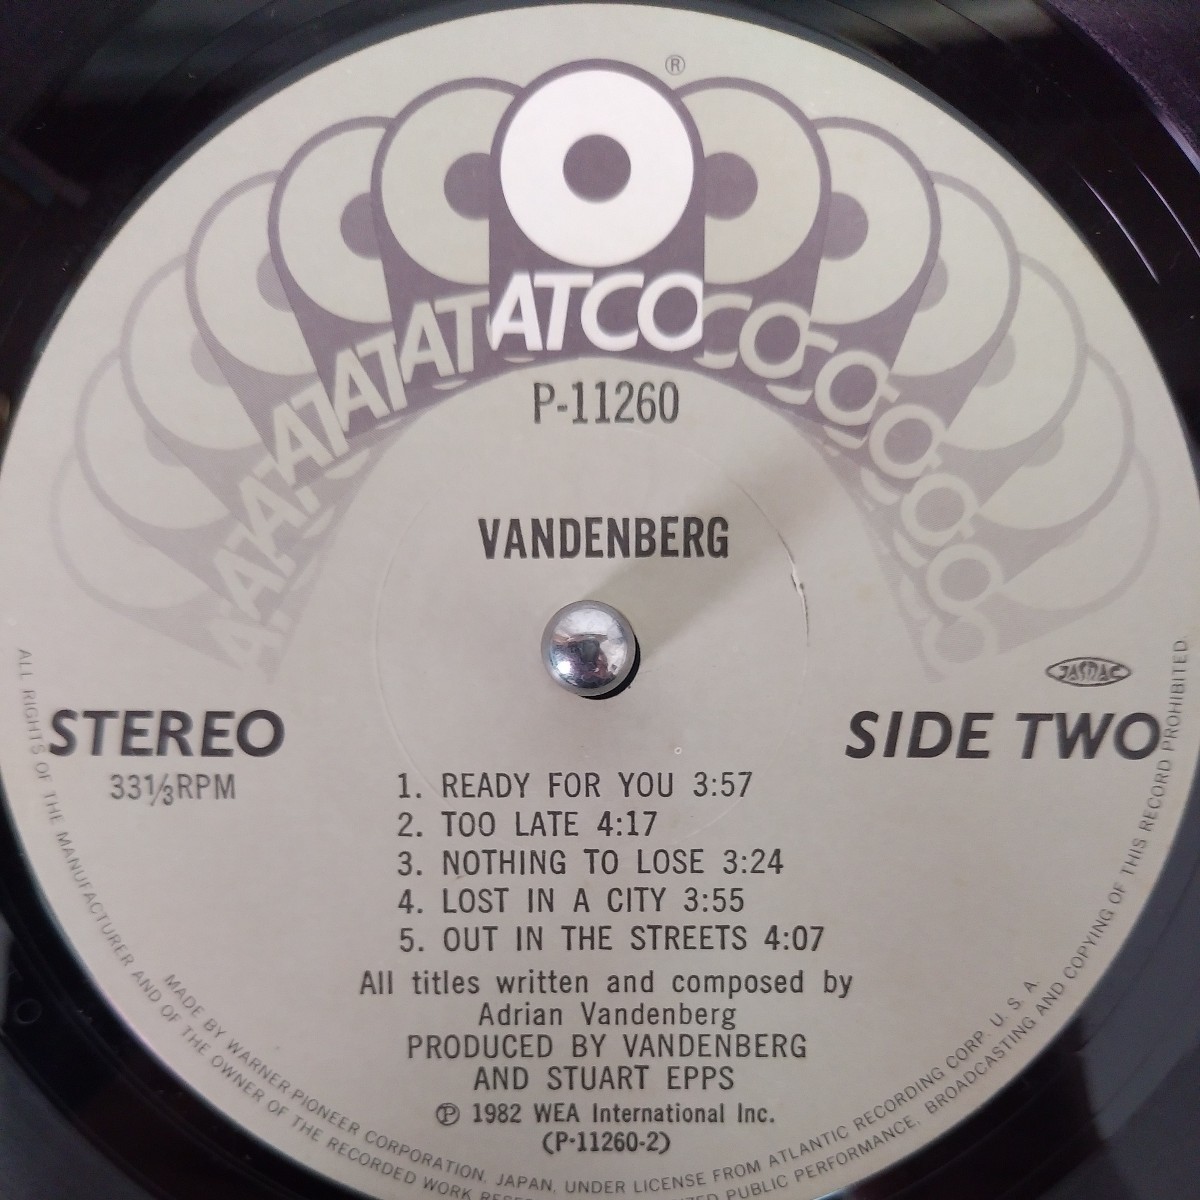 ®
ATCO
P-11260
VANDENBERG
JASRAC
STEREO
SIDE TWO
33 1/3 RPM
1. READY FOR YOU 3:57
2. TOO LATE 4:17
3. NOTHING TO LOSE 3:24
4. LOST IN A CITY 3:55
5. OUT IN THE STREETS 4:07
All titles written and composed by
Adrian Vandenberg
PRODUCED BY VANDENBERG
AND STUART EPPS
℗ 1982 WEA International Inc.
(P-11260-2)
MADE BY WARNER PIONEER CORPORATION, JAPAN, UNDER LICENSE FROM ATLANTIC RECORDING CORP. U. S. A.
ALL RIGHTS OF THE MANUFACTURER AND OF THE OWNER OF THE RECORDED WORK PUBLIC PERFORMANCE, BROADCASTING AND COPYING OF THIS RECORD PROHIBITED.